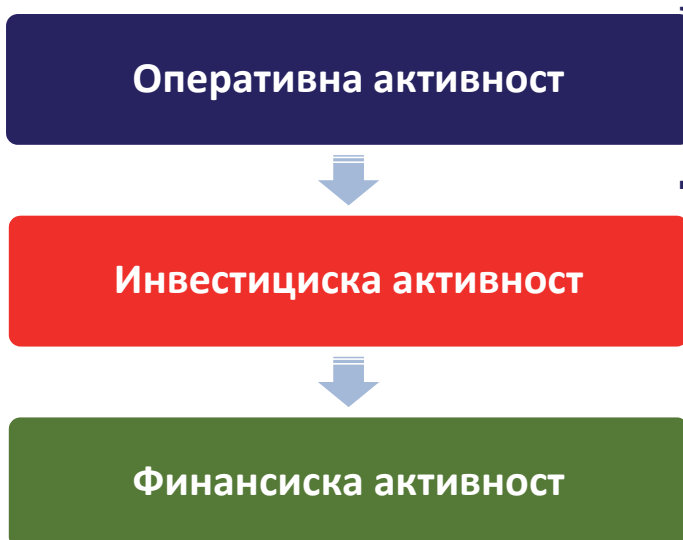 Оперативна активност
Инвестициска активност
Финансиска активност